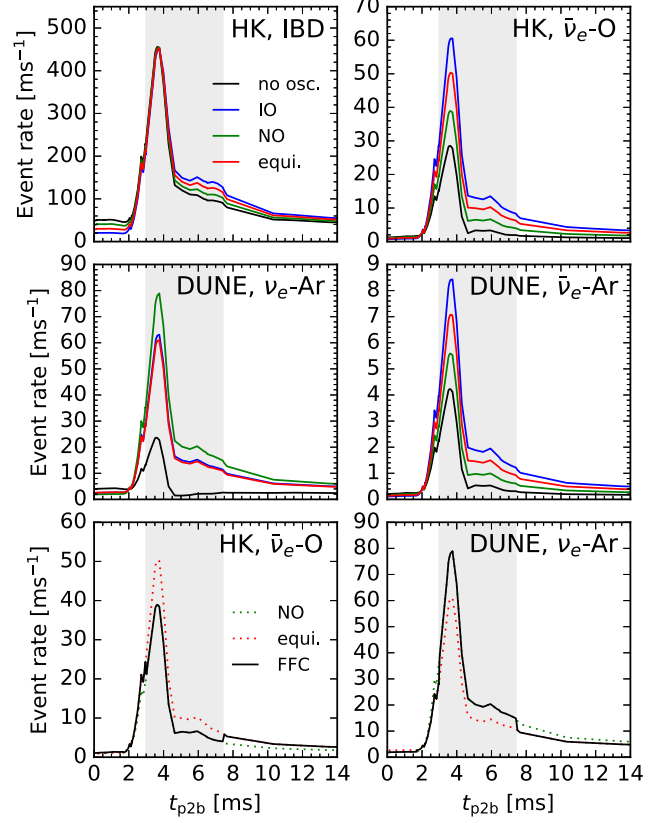 HK, IBD
Event rate [ms⁻¹]
500
400
300
200
100
0
no osc.
IO
NO
equi.
HK, ν̄ₑ-O
70
60
50
40
30
20
10
0
DUNE, νₑ-Ar
Event rate [ms⁻¹]
90
80
70
60
50
40
30
20
10
0
DUNE, ν̄ₑ-Ar
9
8
7
6
5
4
3
2
1
0
HK, ν̄ₑ-O
Event rate [ms⁻¹]
60
50
40
30
20
10
0
NO
equi.
FFC
0 2 4 6 8 10 12 14
t_p2b [ms]
DUNE, νₑ-Ar
90
80
70
60
50
40
30
20
10
0
0 2 4 6 8 10 12 14
t_p2b [ms]